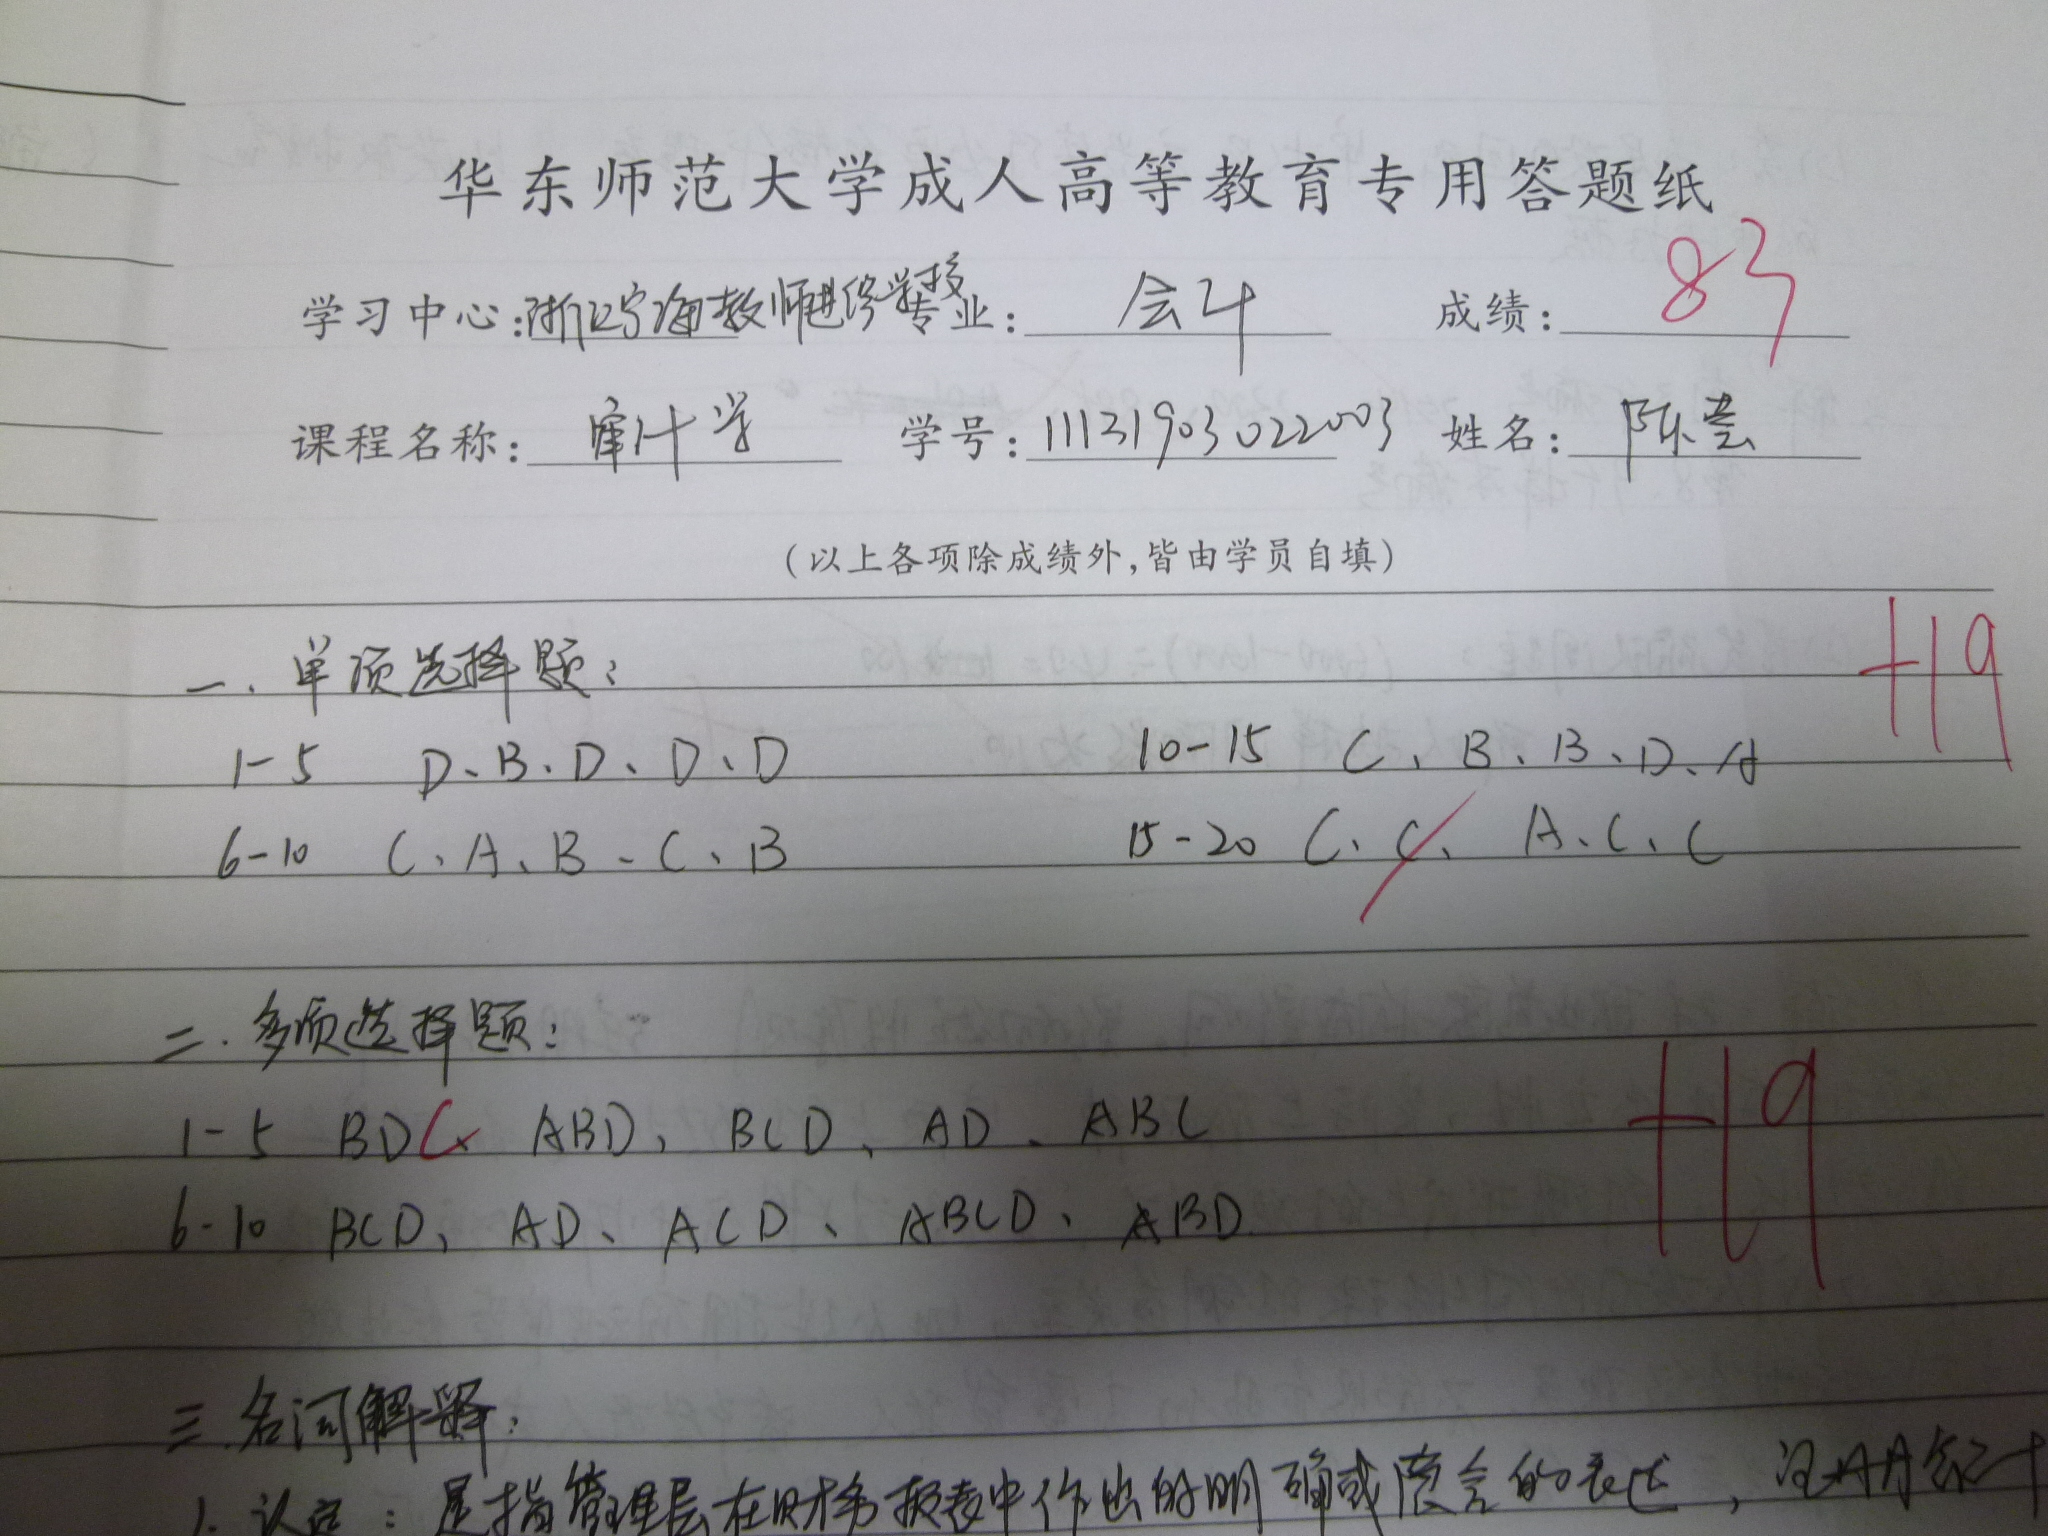 华东师范大学成人高等教育专用答题纸
学习中心:浙江宁海教师进修学校 专业: 会计 成绩: 83
课程名称: 审计学 学号: 11131903022003 姓名: 陈芸
(以上各项除成绩外,皆由学员自填)
一. 单项选择题: +19
1-5 D、B、D、D、D 10-15 C、B、B、D、A
6-10 C、A、B、C、B 15-20 C、C、A、C、C
二. 多项选择题:
1-5 BDC ABD, BCD、AD、ABC +19
6-10 BCD, AD、ACD、ABCD、ABD
三. 名词解释:
1. 认定: 是指管理层在财务报表中作出的明确或隐含的表达,